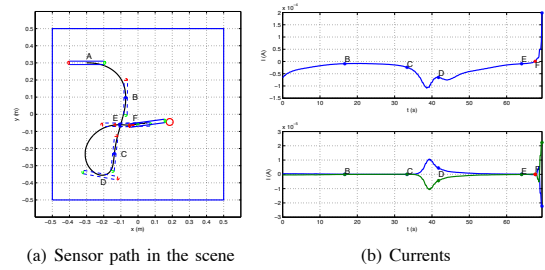 0.6
0.5
0.4
0.3
0.2
0.1
0
−0.1
−0.2
−0.3
−0.4
−0.5
y (m)
A
B
E F
C
D
−0.5 −0.4 −0.3 −0.2 −0.1 0 0.1 0.2 0.3 0.4 0.5
x (m)
(a) Sensor path in the scene
2
1.5
1
0.5
0
−0.5
−1
−1.5
I (A)
B C D E F
0 10 20 30 40 50 60
t (s)
2
1
0
−1
−2
−3
I (A)
B C D E F
0 10 20 30 40 50 60
t (s)
(b) Currents